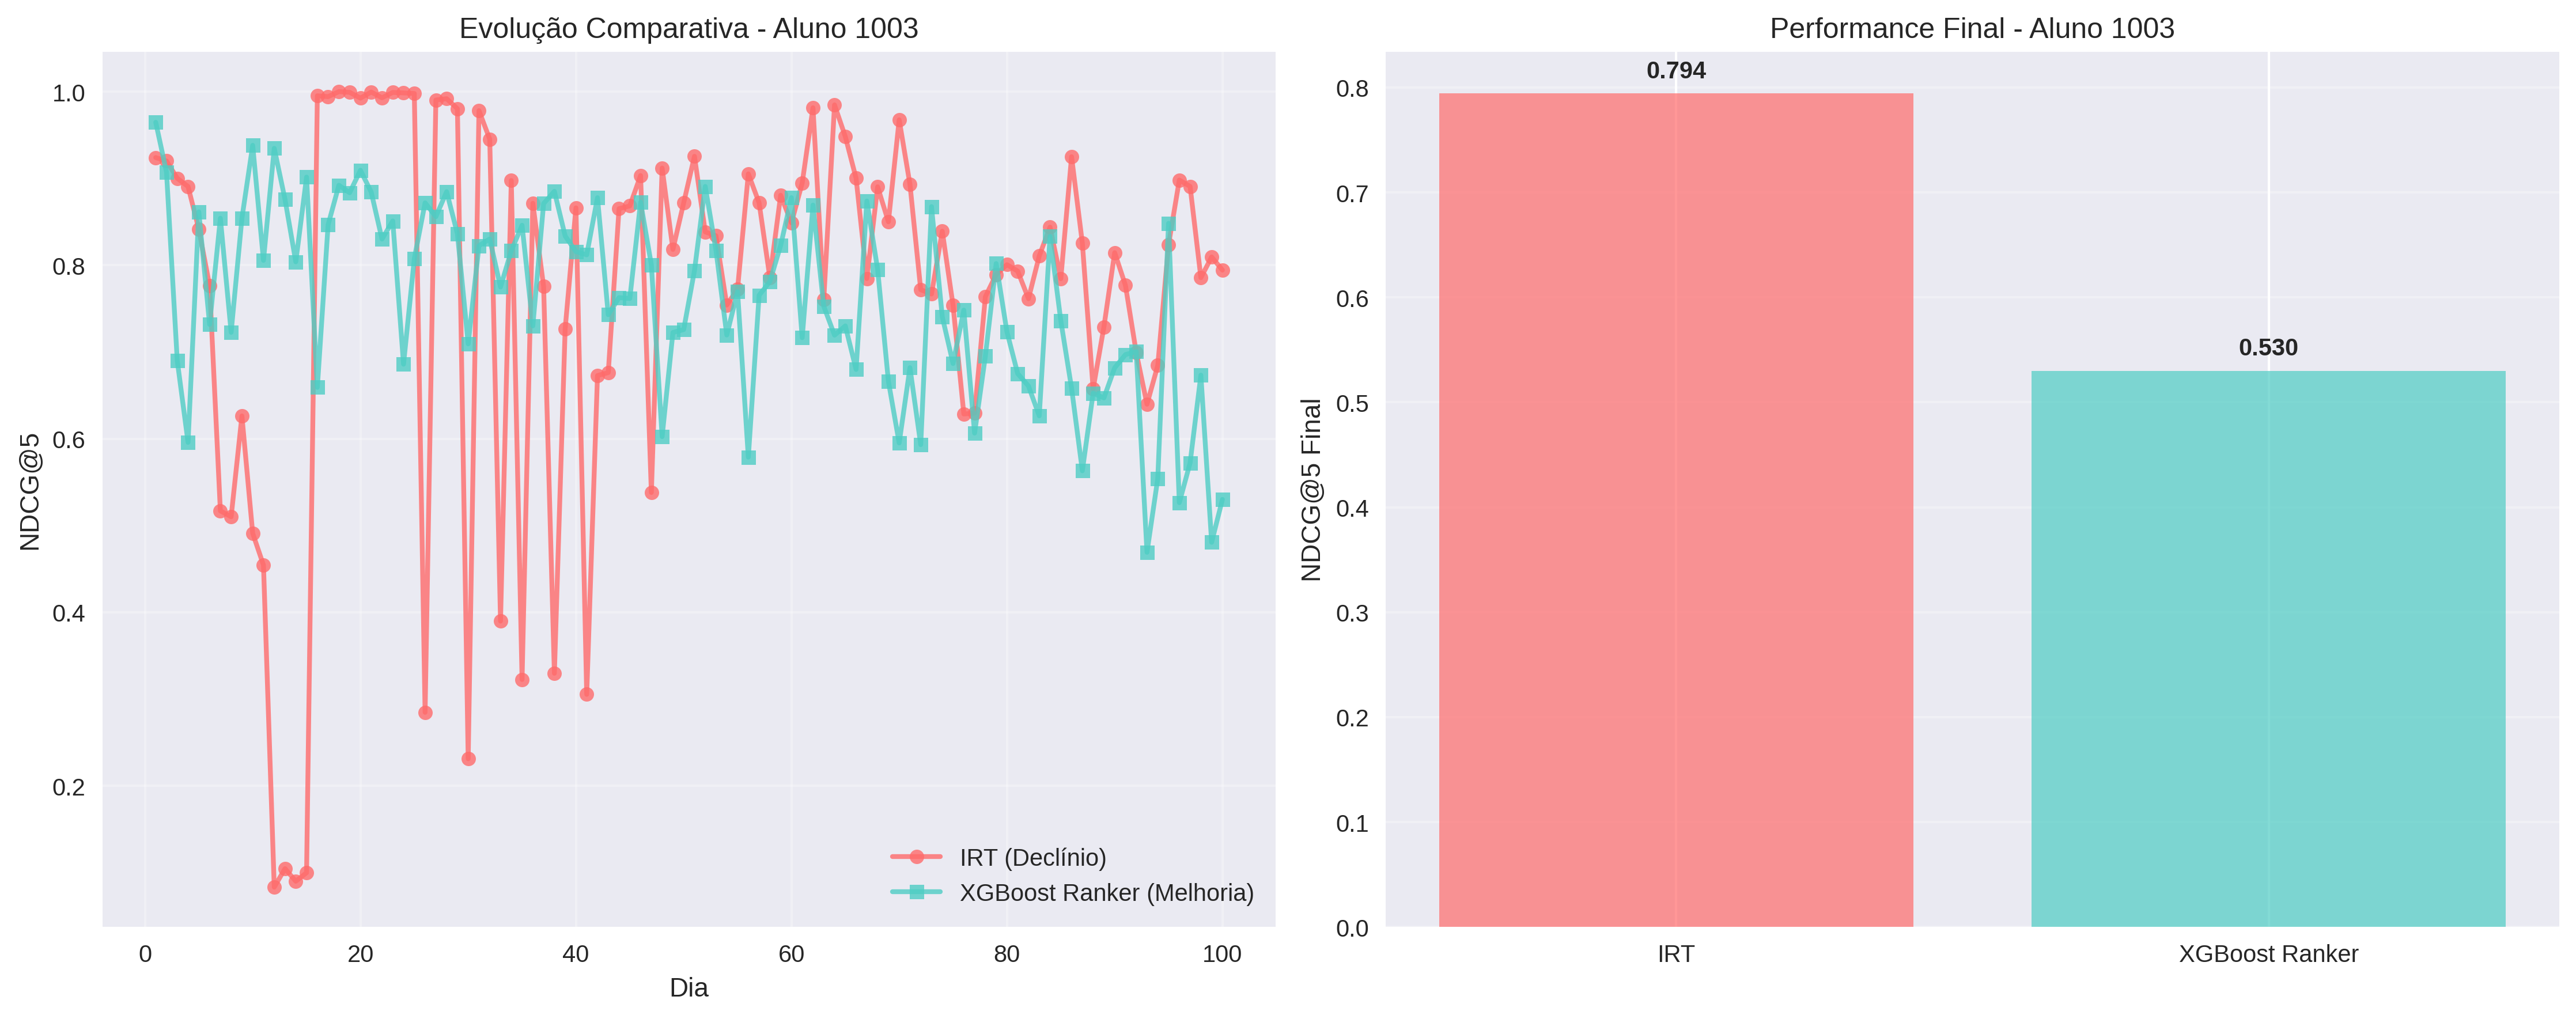 Evolução Comparativa - Aluno 1003
NDCG@5
1.0
0.8
0.6
0.4
0.2
0
20
40
60
80
100
Dia
IRT (Declínio)
XGBoost Ranker (Melhoria)
Performance Final - Aluno 1003
NDCG@5 Final
0.8
0.7
0.6
0.5
0.4
0.3
0.2
0.1
0.0
0.794
0.530
IRT
XGBoost Ranker